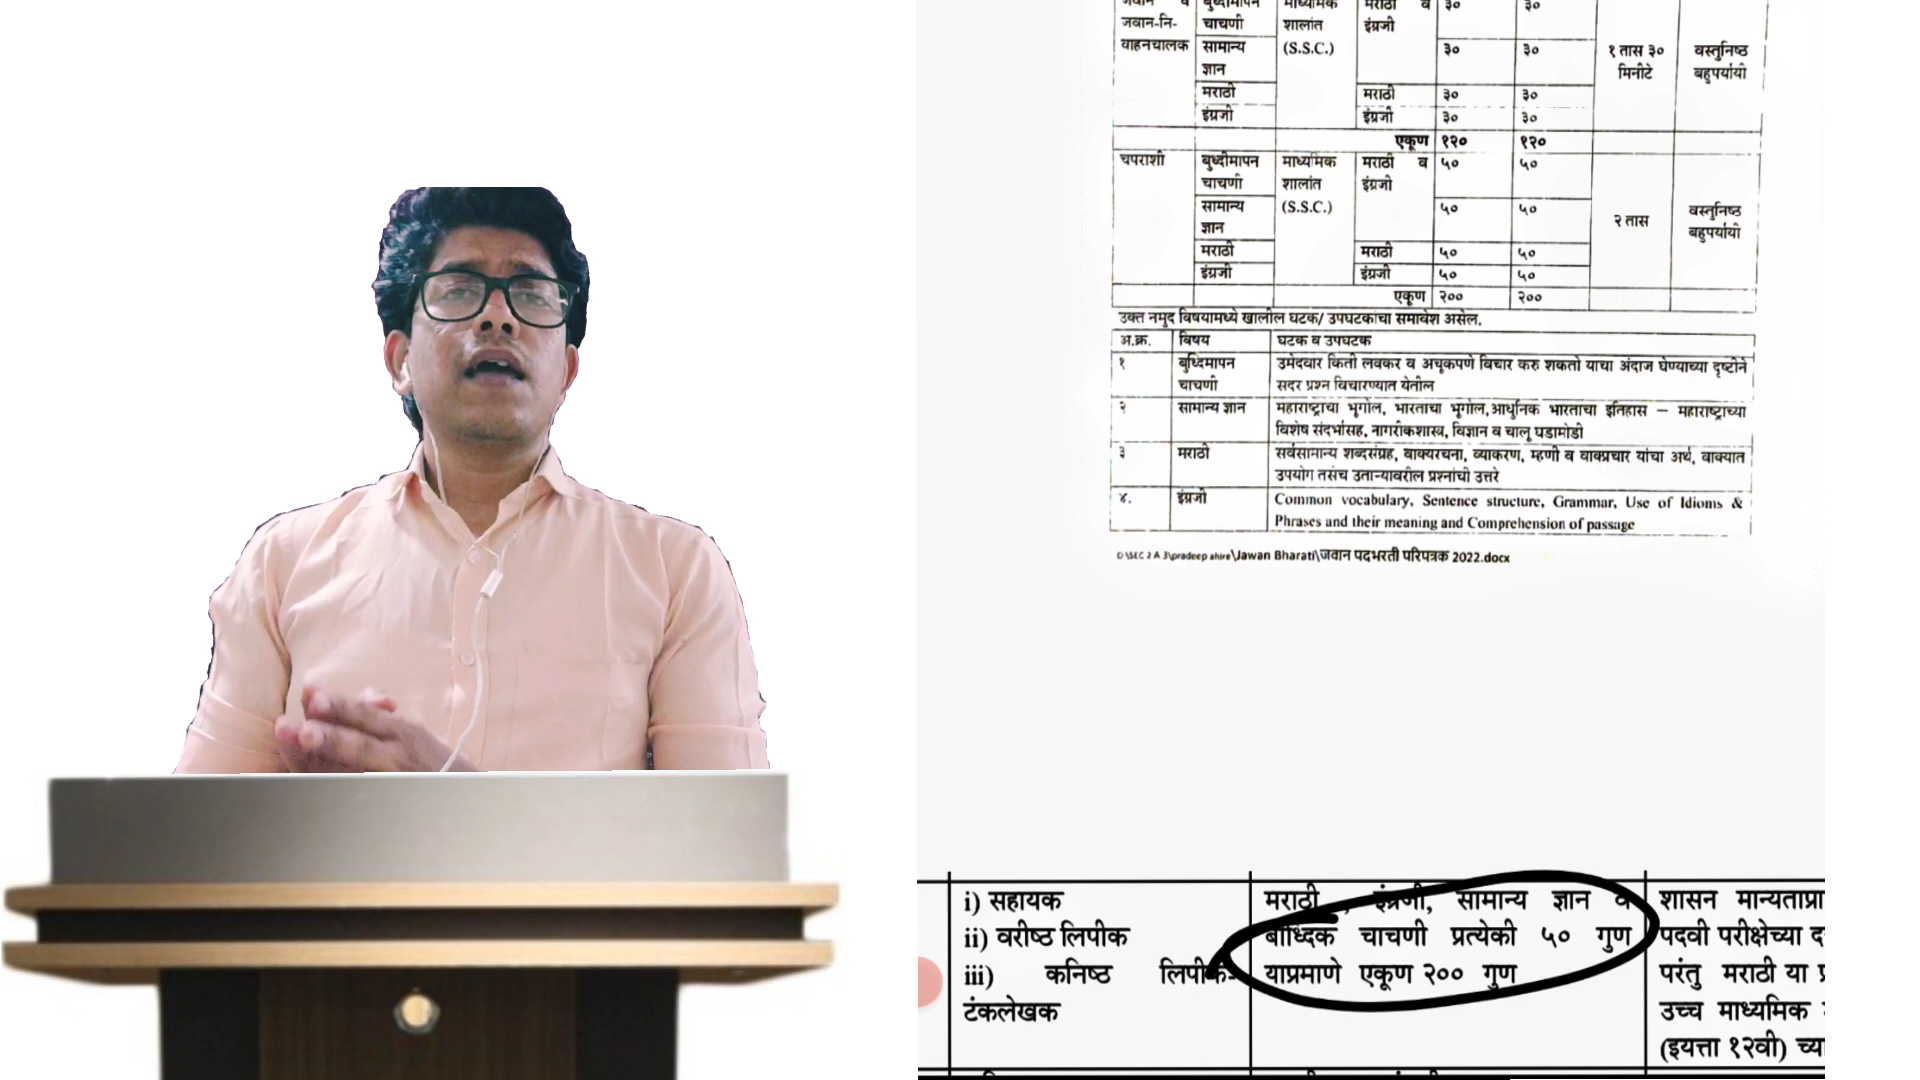 जवान व बुध्दीमापन माध्यमिक मराठी व ३० ३०
जवान-नि- चाचणी शालांत इंग्रजी
वाहनचालक सामान्य (S.S.C.) ३० ३० १ तास ३० वस्तुनिष्ठ
ज्ञान मिनीटे बहुपर्यायी
मराठी मराठी ३० ३०
इंग्रजी इंग्रजी ३० ३०
एकूण १२० १२०
चपराशी बुध्दीमापन माध्यमिक मराठी व ५० ५०
चाचणी शालांत इंग्रजी
सामान्य (S.S.C.) ५० ५० २ तास वस्तुनिष्ठ
ज्ञान बहुपर्यायी
मराठी मराठी ५० ५०
इंग्रजी इंग्रजी ५० ५०
एकूण २०० २००
उक्त नमुद विषयामध्ये खालील घटक/ उपघटकांचा समावेश असेल.
अ.क्र. विषय घटक व उपघटक
१ बुध्दिमापन उमेदवार किती लवकर व अचूकपणे विचार करु शकतो याचा अंदाज घेण्याच्या दृष्टीने
चाचणी सदर प्रश्न विचारण्यात येतील
२ सामान्य ज्ञान महाराष्ट्राचा भूगोल, भारताचा भूगोल,आधुनिक भारताचा इतिहास – महाराष्ट्राच्या
विशेष संदर्भासह, नागरीकशास्त्र, विज्ञान व चालू घडामोडी
३ मराठी सर्वसामान्य शब्दसंग्रह, वाक्यरचना, व्याकरण, म्हणी व वाक्प्रचार यांचा अर्थ, वाक्यात
उपयोग तसेच उताऱ्यावरील प्रश्नांची उत्तरे
४. इंग्रजी Common vocabulary, Sentence structure, Grammar, Use of Idioms &
Phrases and their meaning and Comprehension of passage
D:\SEC 2 A 3\pradeep ahire\Jawan Bharati\जवान पदभरती परिपत्रक 2022.docx
i) सहायक मराठी , इंग्रजी, सामान्य ज्ञान व शासन मान्यताप्रा
ii) वरीष्ठ लिपीक बौध्दिक चाचणी प्रत्येकी ५० गुण पदवी परीक्षेच्या द
iii) कनिष्ठ लिपीक- याप्रमाणे एकूण २०० गुण परंतु मराठी या प्र
टंकलेखक उच्च माध्यमिक
(इयत्ता १२वी) च्या